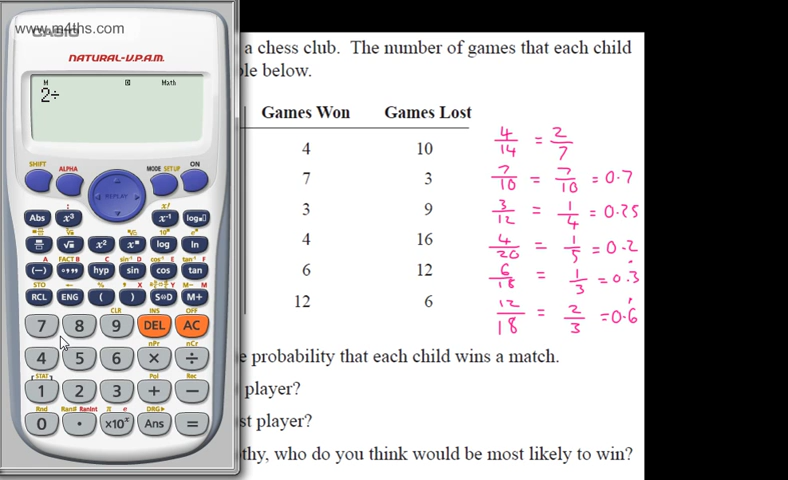 www.m4ths.com
CASIO
NATURAL-V.P.A.M.
M Math
2÷
SHIFT ALPHA MODE SETUP ON
REPLAY
Abs x³ x⁻¹ log
√ x² log ln
(−) hyp sin cos tan
RCL ENG ( ) S⇔D M+
7 8 9 DEL AC
4 5 6 × ÷
1 2 3 + −
0 . ×10ˣ Ans =
a chess club. The number of games that each child
ble below.
Games Won Games Lost
4 10 4/14 = 2/7
7 3 7/10 = 7/10 = 0.7
3 9 3/12 = 1/4 = 0.25
4 16 4/20 = 1/5 = 0.2
6 12 6/18 = 1/3 = 0.3̇
12 6 12/18 = 2/3 = 0.6̇
e probability that each child wins a match.
player?
st player?
othy, who do you think would be most likely to win?